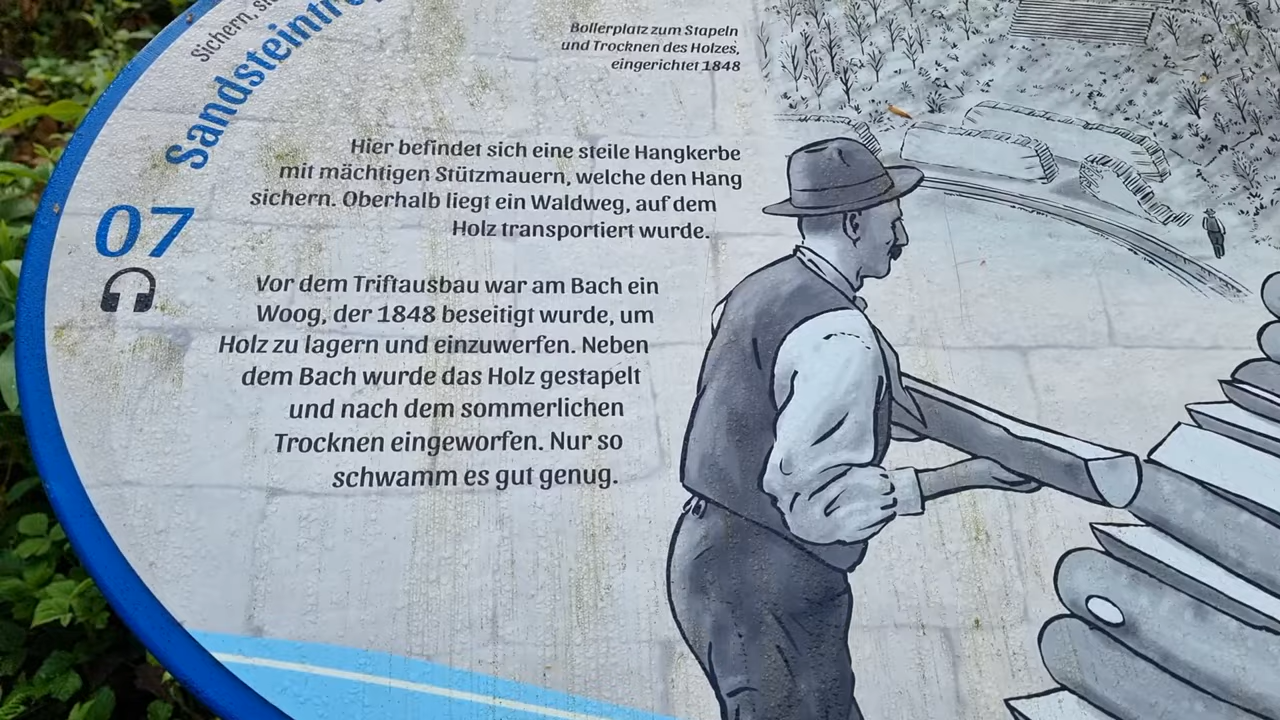 Sichern,
Bollerplatz zum Stapeln
und Trocknen des Holzes,
eingerichtet 1848
Hier befindet sich eine steile Hangkerbe
mit mächtigen Stützmauern, welche den Hang
sichern. Oberhalb liegt ein Waldweg, auf dem
Holz transportiert wurde.
07
Vor dem Triftausbau war am Bach ein
Woog, der 1848 beseitigt wurde, um
Holz zu lagern und einzuwerfen. Neben
dem Bach wurde das Holz gestapelt
und nach dem sommerlichen
Trocknen eingeworfen. Nur so
schwamm es gut genug.